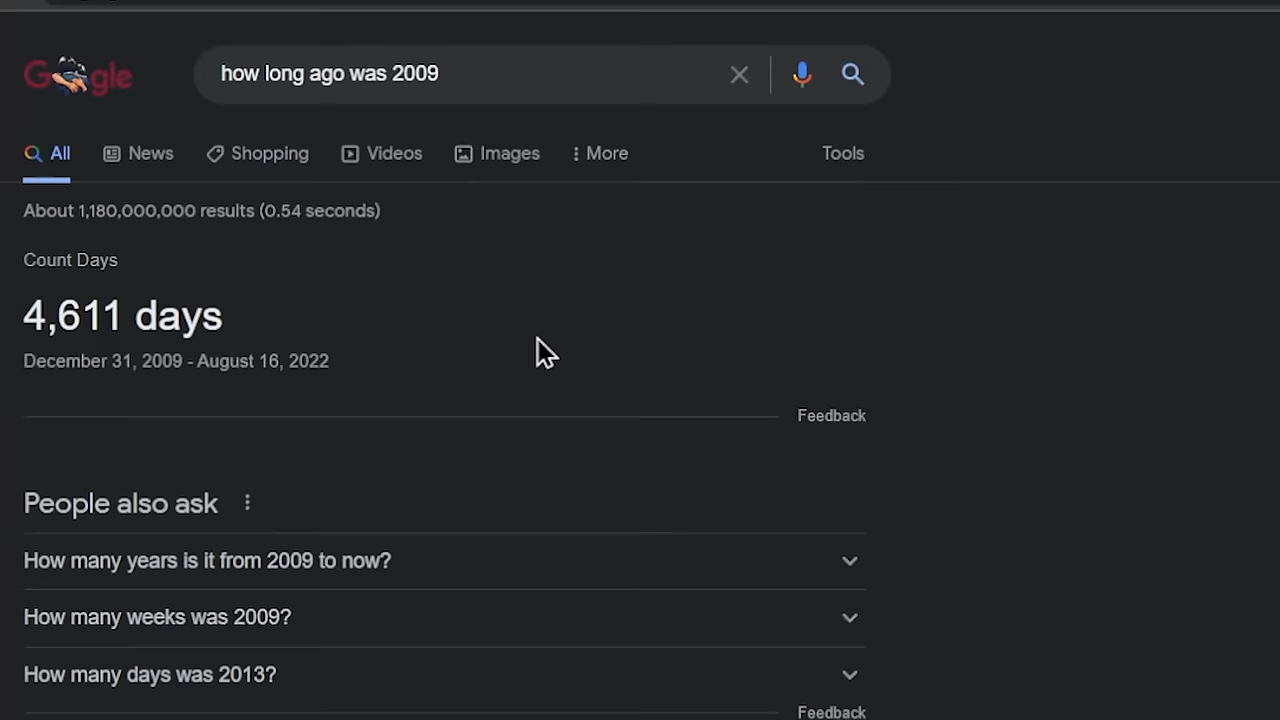 Google
how long ago was 2009
All News Shopping Videos Images More Tools
About 1,180,000,000 results (0.54 seconds)
Count Days
4,611 days
December 31, 2009 - August 16, 2022
Feedback
People also ask
How many years is it from 2009 to now?
How many weeks was 2009?
How many days was 2013?
Feedback